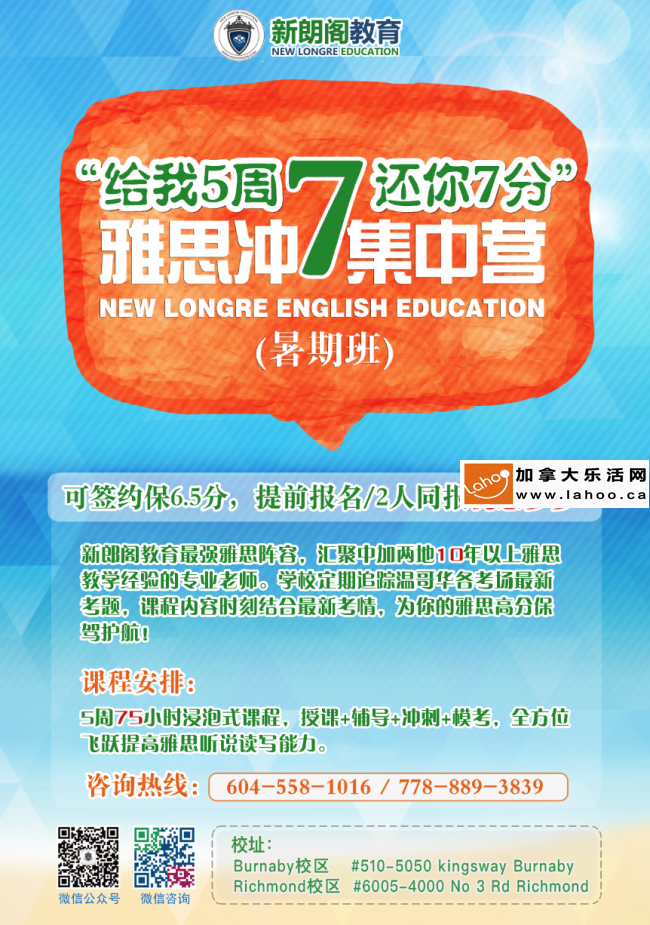 新朗阁教育
NEW LONGRE EDUCATION
“给我5周 7 还你7分”
雅思冲7集中营
NEW LONGRE ENGLISH EDUCATION
(暑期班)
加拿大乐活网
Lahoo
www.lahoo.ca
可签约保6.5分，提前报名/2人同报
新朗阁教育最强雅思阵容，汇聚中加两地10年以上雅思
教学经验的专业老师。学校定期追踪温哥华各考场最新
考题，课程内容时刻结合最新考情，为你的雅思高分保
驾护航！
课程安排：
5周75小时浸泡式课程，授课+辅导+冲刺+模考，全方位
飞跃提高雅思听说读写能力。
咨询热线：604-558-1016 / 778-889-3839
校址：
Burnaby校区 #510-5050 kingsway Burnaby
Richmond校区 #6005-4000 No 3 Rd Richmond
微信公众号 微信咨询